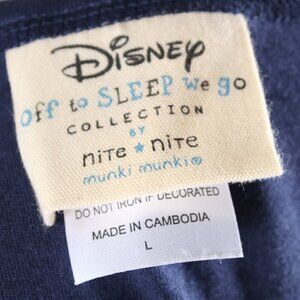 Disney
off to SLEEP we go
COLLECTION
BY
nite ★ nite
munki munki®
DO NOT IRON IF DECORATED
MADE IN CAMBODIA
L